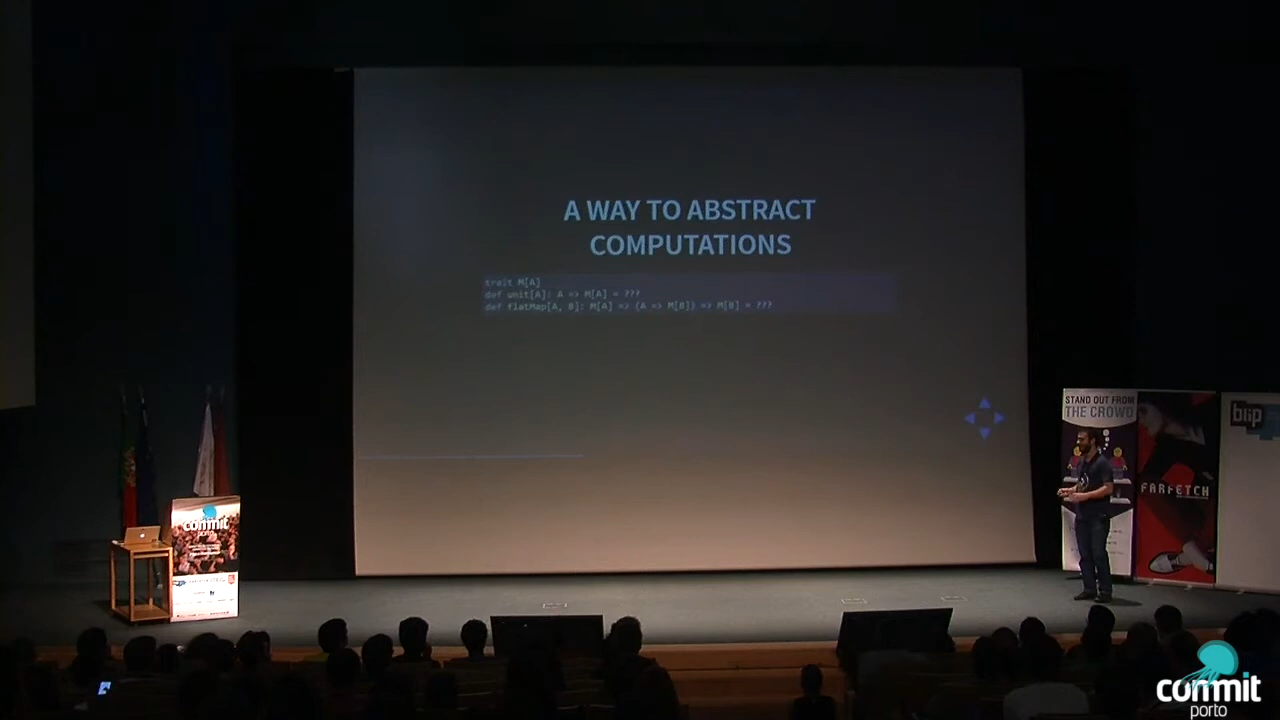 A WAY TO ABSTRACT
COMPUTATIONS
trait M[A]
def unit[A]: A => M[A] = ???
def flatMap[A, B]: M[A] => (A => M[B]) => M[B] = ???
STAND OUT FROM
THE CROWD
FARFETCH
blip
commit
porto
commit
porto